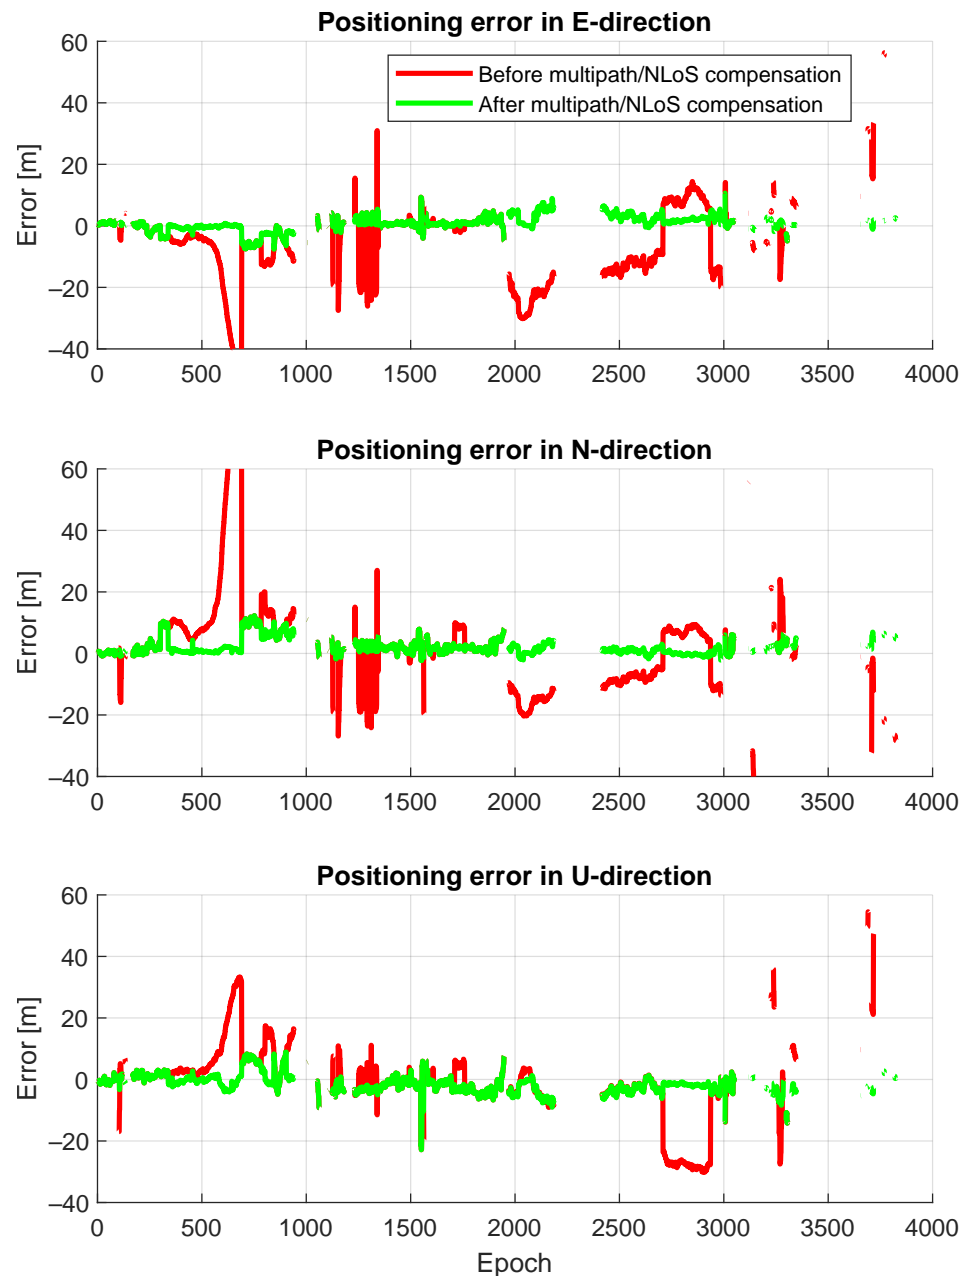 Positioning error in E-direction
60
40
20
0
–20
–40
Error [m]
Before multipath/NLoS compensation
After multipath/NLoS compensation
0 500 1000 1500 2000 2500 3000 3500 4000
Positioning error in N-direction
60
40
20
0
–20
–40
Error [m]
0 500 1000 1500 2000 2500 3000 3500 4000
Positioning error in U-direction
60
40
20
0
–20
–40
Error [m]
0 500 1000 1500 2000 2500 3000 3500 4000
Epoch